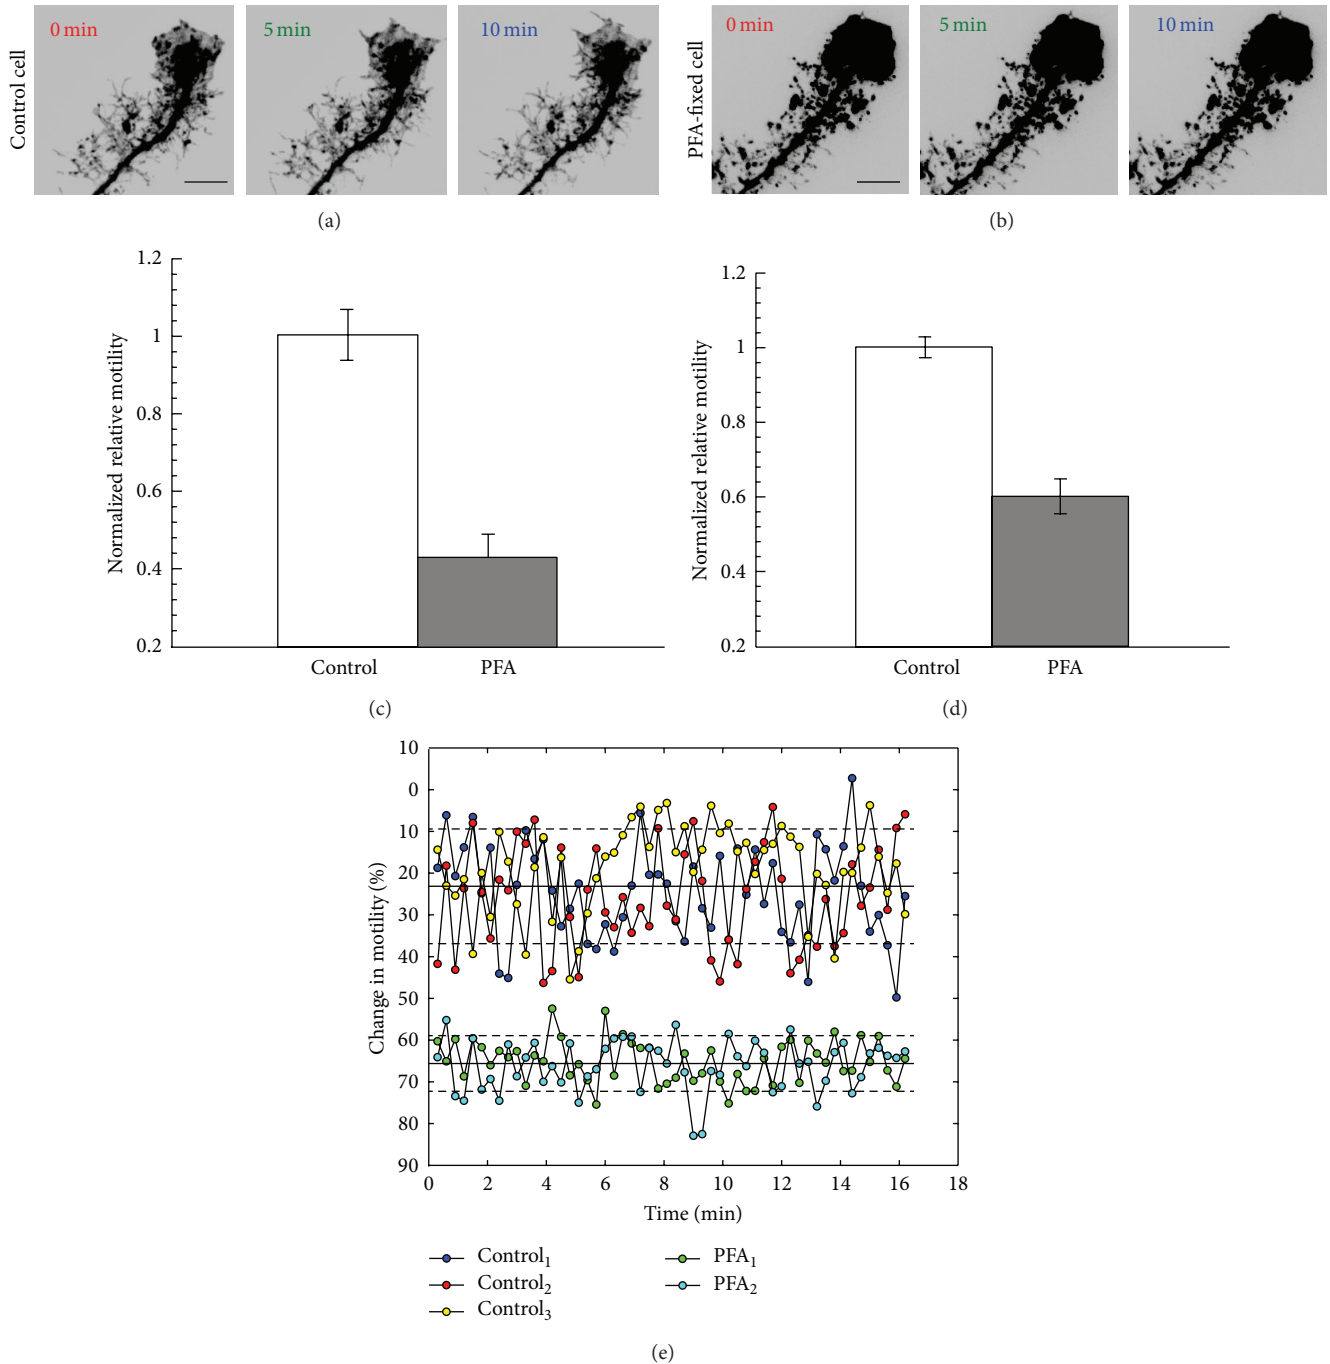 Control cell
0 min
5 min
10 min
(a)
PFA-fixed cell
0 min
5 min
10 min
(b)
Normalized relative motility
1.2
1
0.8
0.6
0.4
0.2
Control
PFA
(c)
Normalized relative motility
1.2
1
0.8
0.6
0.4
0.2
Control
PFA
(d)
Change in motility (%)
10
0
10
20
30
40
50
60
70
80
90
0
2
4
6
8
10
12
14
16
18
Time (min)
Control₁
Control₂
Control₃
PFA₁
PFA₂
(e)